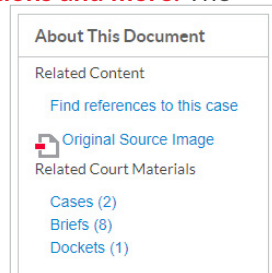 The
About This Document
Related Content
Find references to this case
Original Source Image
Related Court Materials
Cases (2)
Briefs (8)
Dockets (1)